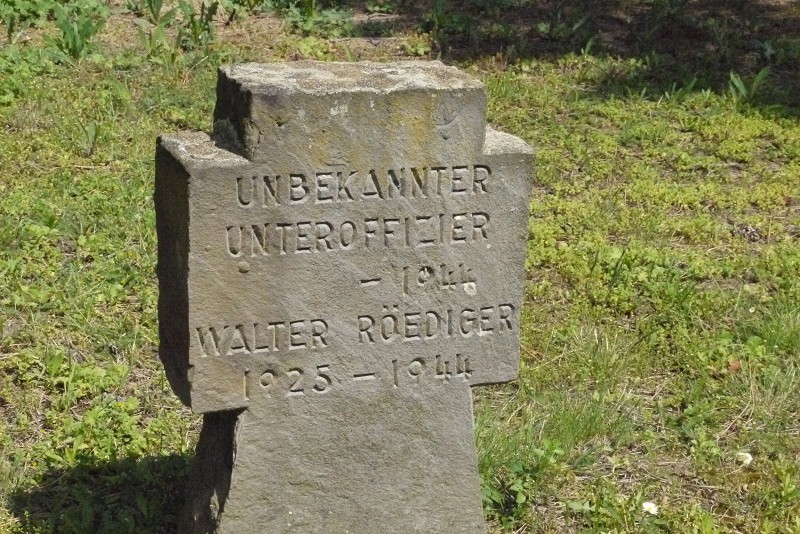 UNBEKANNTER
UNTEROFFIZIER
– 1944
WALTER RÖEDIGER
1925 – 1944